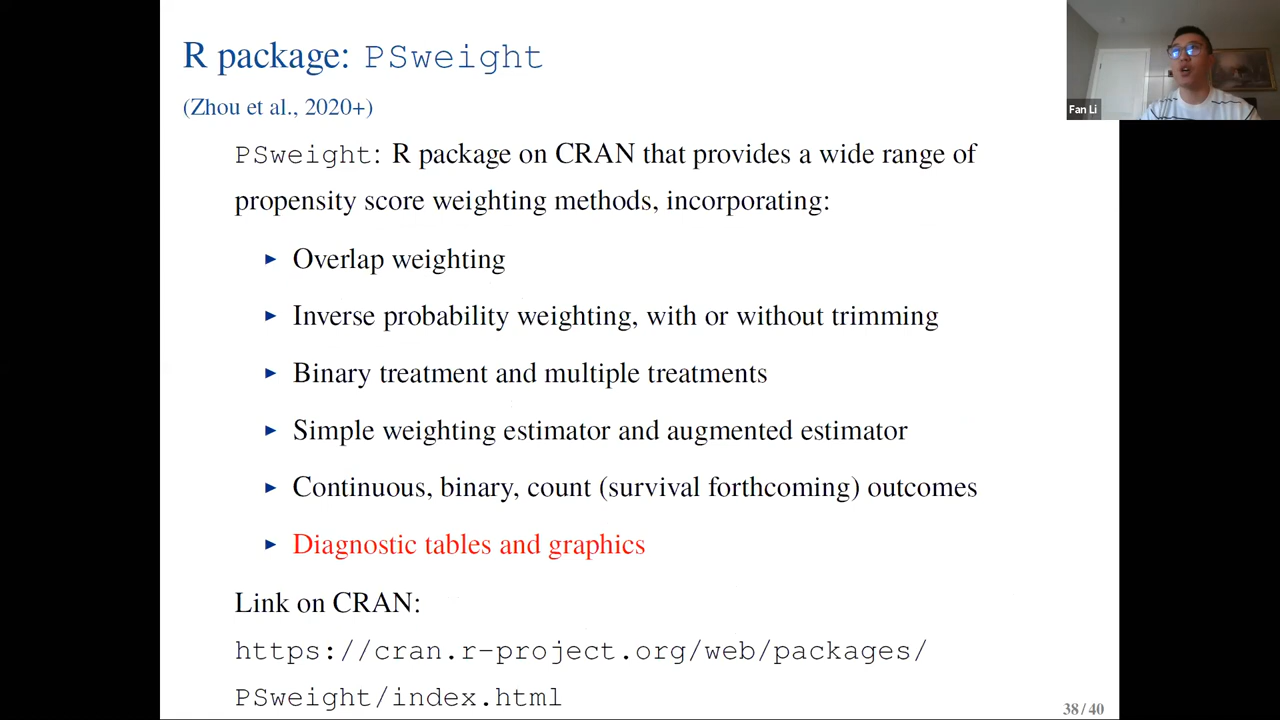 R package: PSweight
(Zhou et al., 2020+)
PSweight: R package on CRAN that provides a wide range of
propensity score weighting methods, incorporating:
▶ Overlap weighting
▶ Inverse probability weighting, with or without trimming
▶ Binary treatment and multiple treatments
▶ Simple weighting estimator and augmented estimator
▶ Continuous, binary, count (survival forthcoming) outcomes
▶ Diagnostic tables and graphics
Link on CRAN:
https://cran.r-project.org/web/packages/
PSweight/index.html
38/40
Fan Li